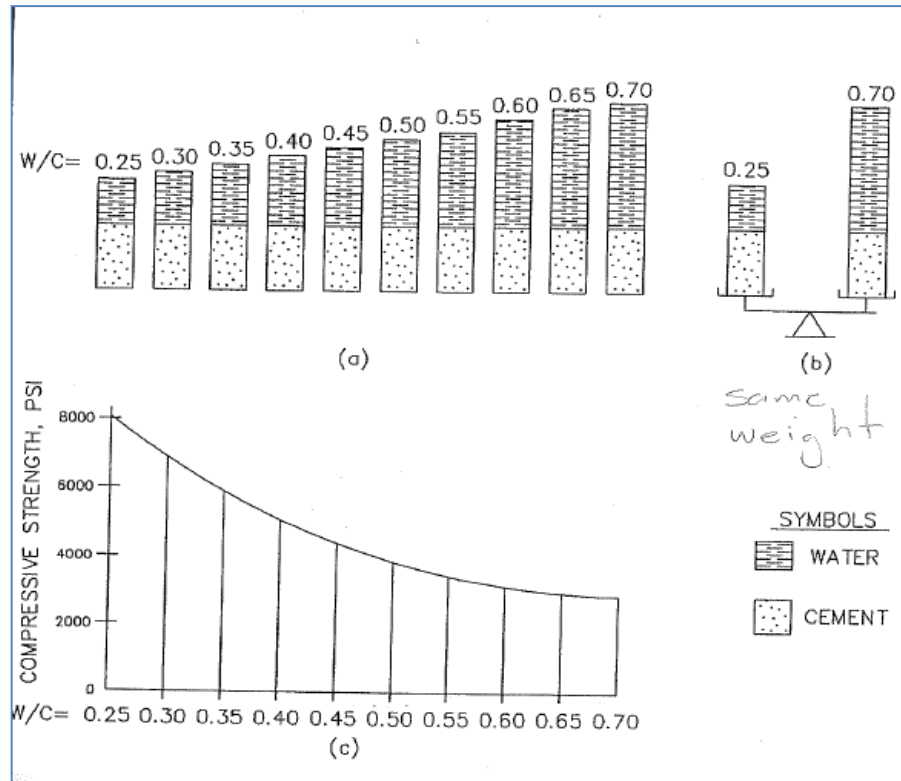 W/C= 0.25 0.30 0.35 0.40 0.45 0.50 0.55 0.60 0.65 0.70
(a)
0.25 0.70
(b)
same
weight
SYMBOLS
WATER
CEMENT
COMPRESSIVE STRENGTH, PSI
8000
6000
4000
2000
0
W/C= 0.25 0.30 0.35 0.40 0.45 0.50 0.55 0.60 0.65 0.70
(c)